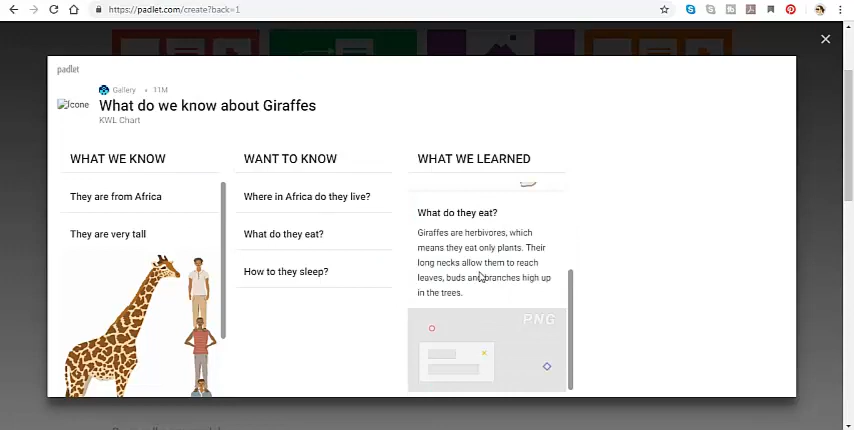 https://padlet.com/create?back=1
padlet
Gallery • 11M
Icone
What do we know about Giraffes
KWL Chart
WHAT WE KNOW
They are from Africa
They are very tall
WANT TO KNOW
Where in Africa do they live?
What do they eat?
How to they sleep?
WHAT WE LEARNED
What do they eat?
Giraffes are herbivores, which
means they eat only plants. Their
long necks allow them to reach
leaves, buds and branches high up
in the trees.
PNG